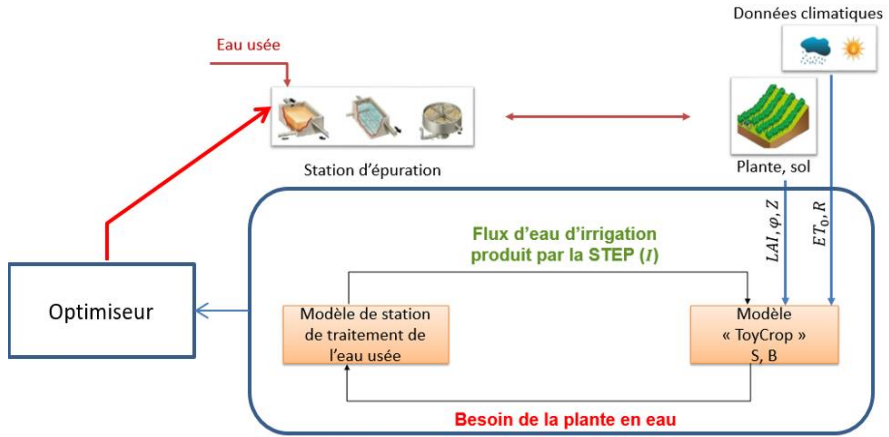 Données climatiques
Eau usée
Station d'épuration
Plante, sol
LAI, φ, Z
ET₀, R
Flux d'eau d'irrigation
produit par la STEP (I)
Optimiseur
Modèle de station
de traitement de
l'eau usée
Modèle
« ToyCrop »
S, B
Besoin de la plante en eau